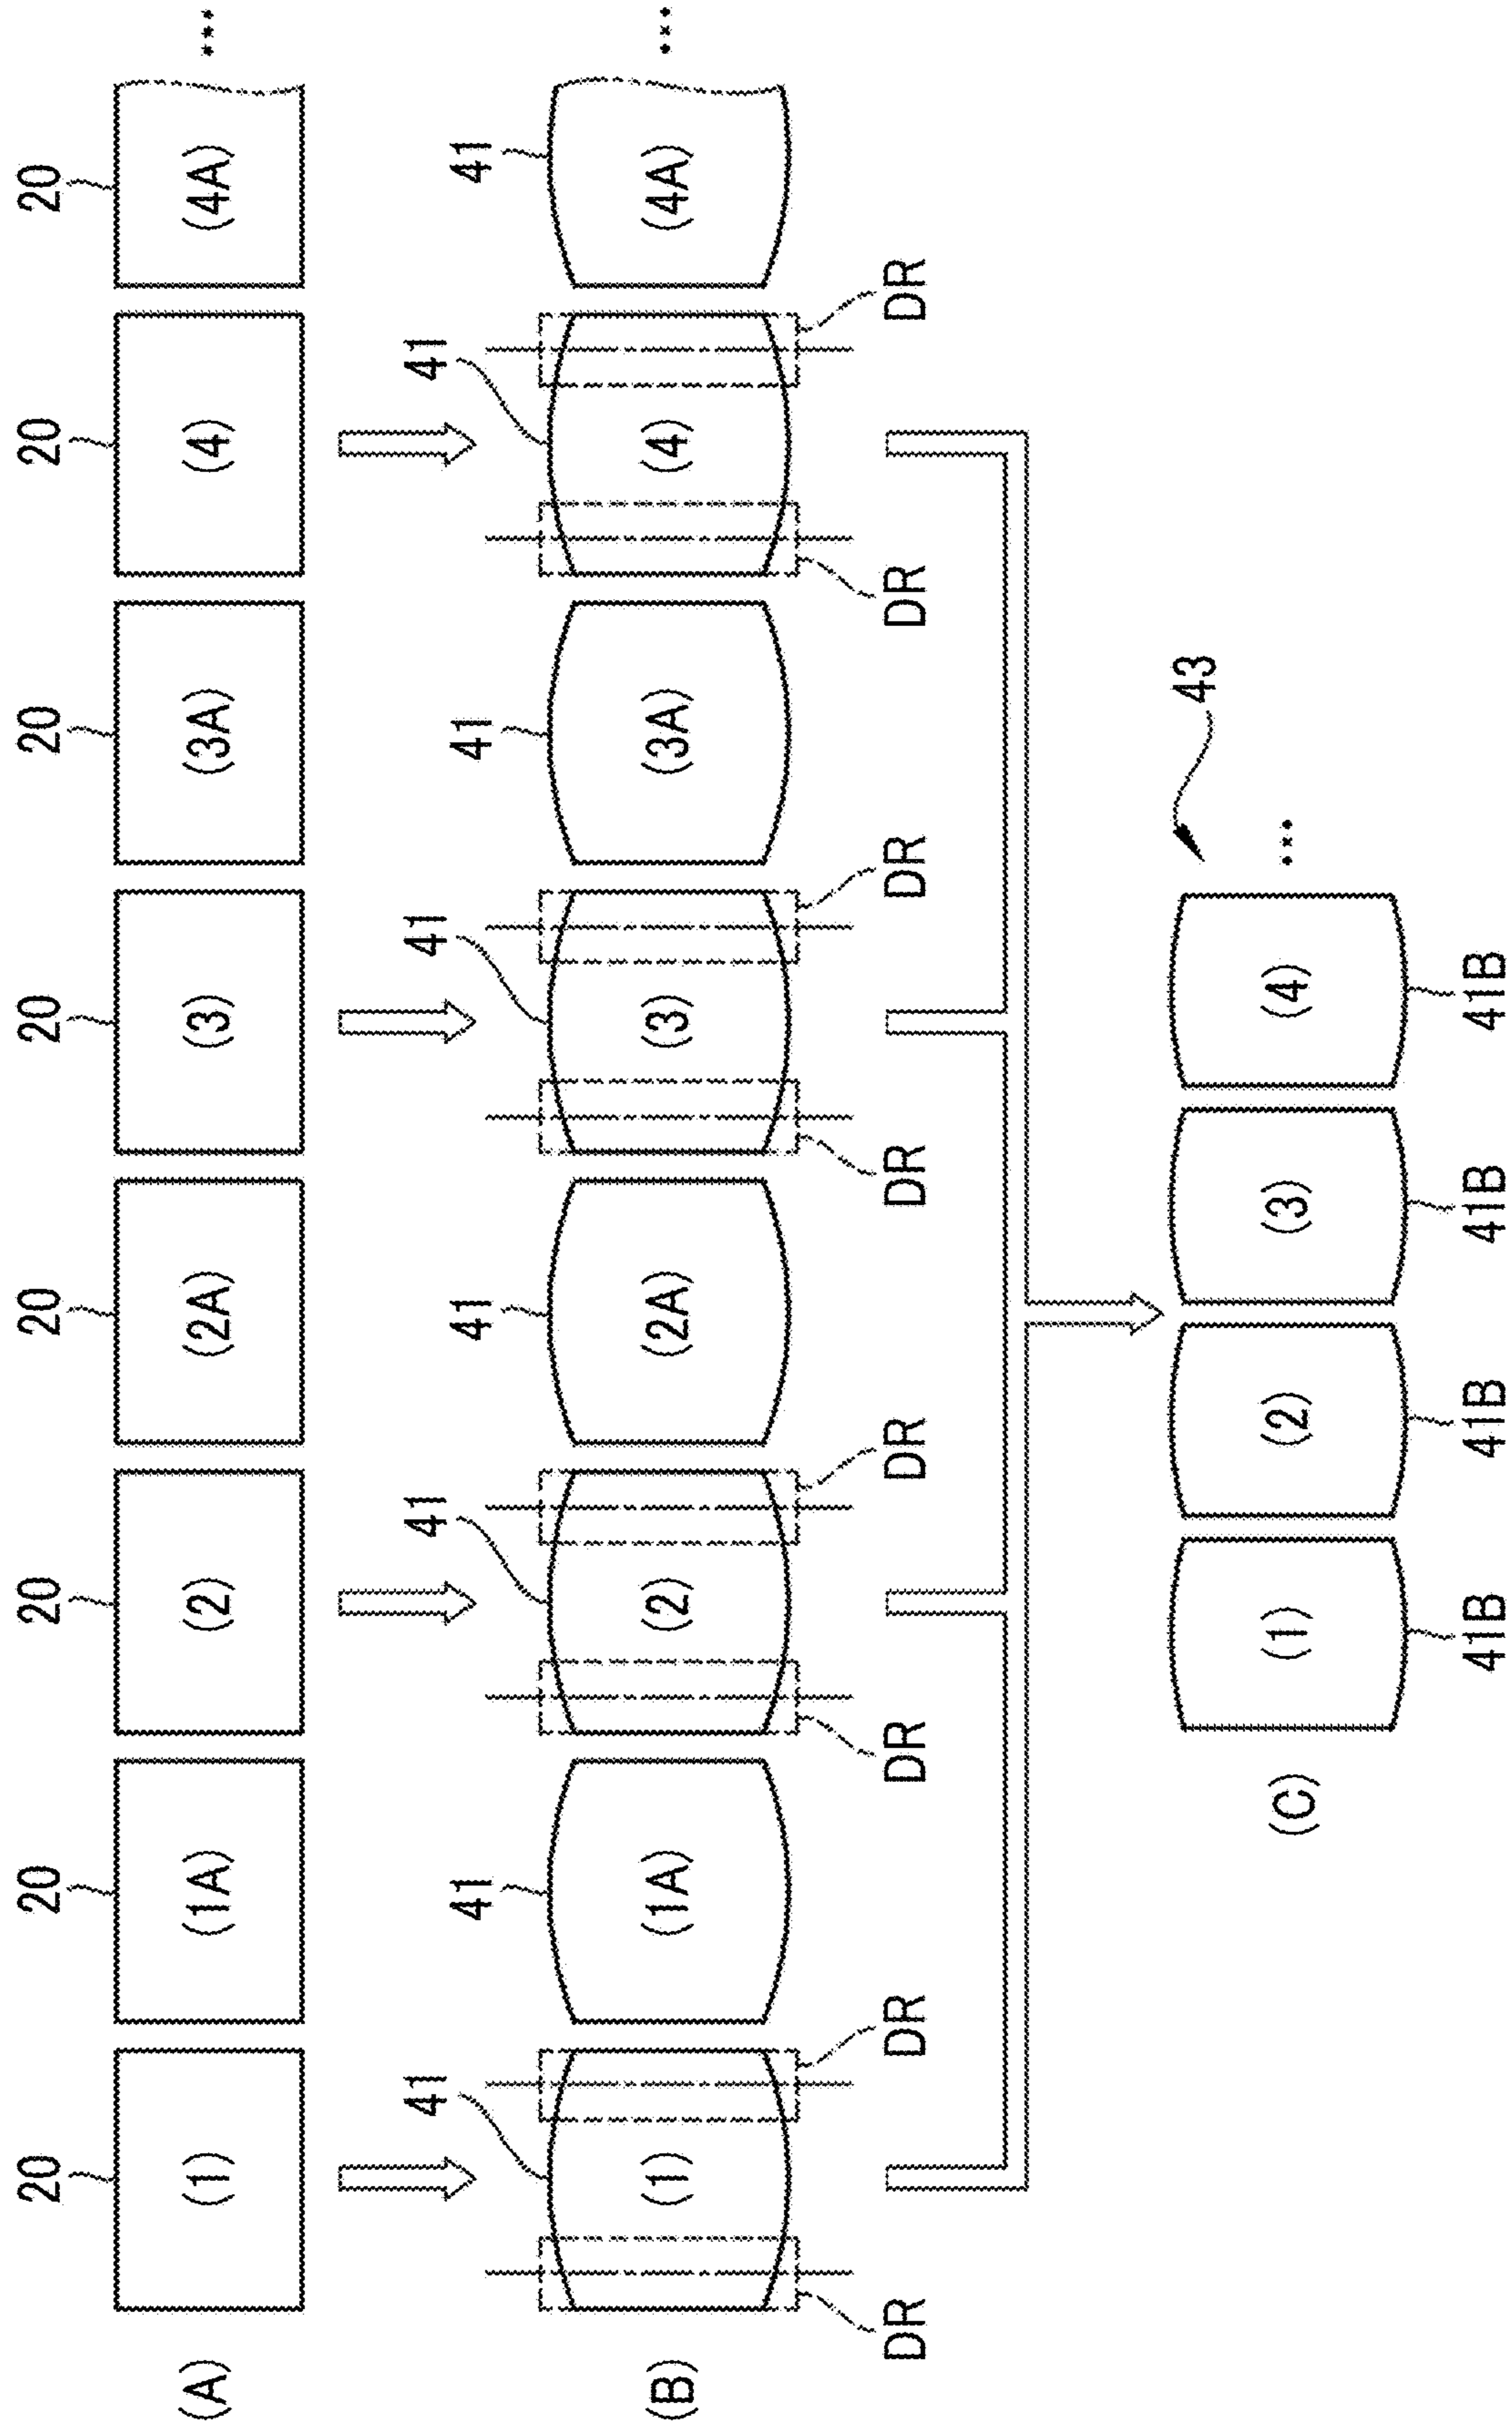 20 20 20 20 20 20 20 20
(A) (1) (1A) (2) (2A) (3) (3A) (4) (4A) ...
41 41 41 41 41 41 41 41
(B) (1) (1A) (2) (2A) (3) (3A) (4) (4A) ...
DR DR DR DR DR DR DR DR
43
(C) (1) (2) (3) (4) ...
41B 41B 41B 41B